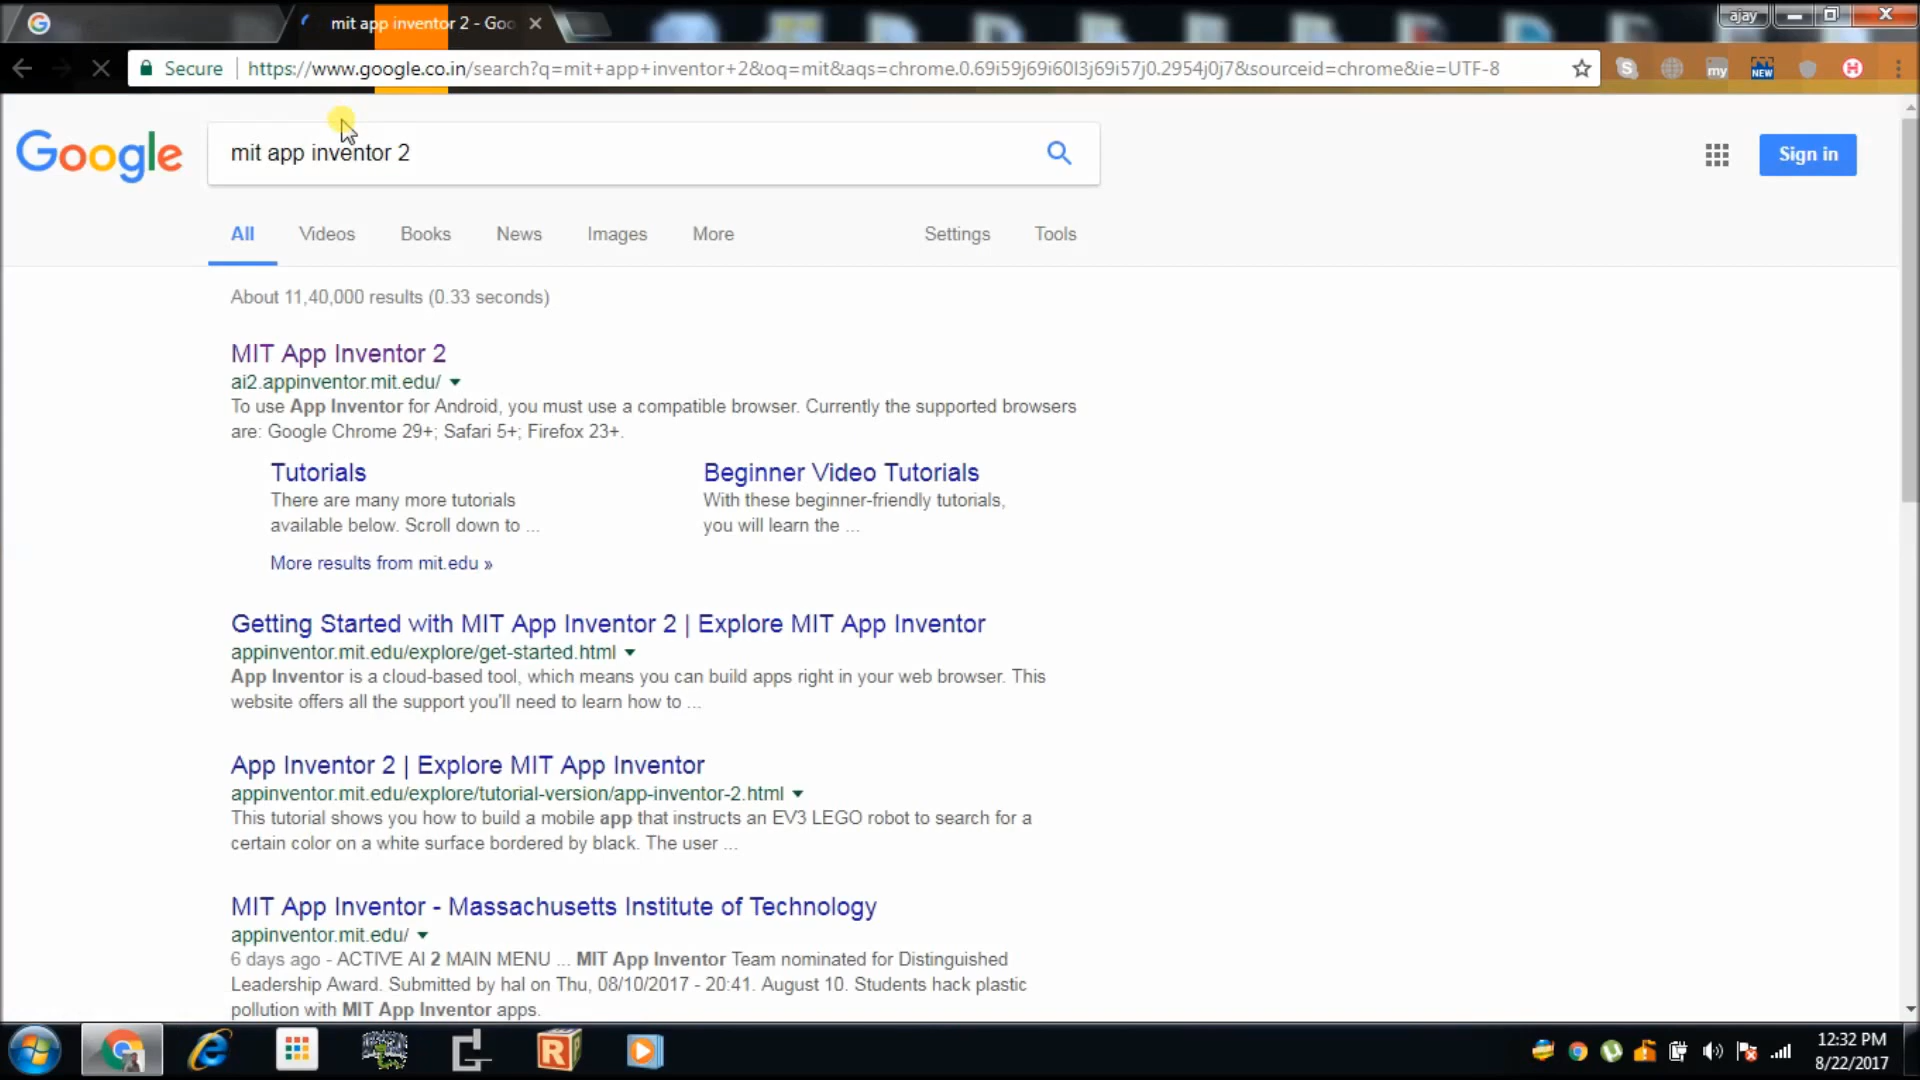 mit app inventor 2 - Goo
ajay
Secure https://www.google.co.in/search?q=mit+app+inventor+2&oq=mit&aqs=chrome.0.69i59j69i60l3j69i57j0.2954j0j7&sourceid=chrome&ie=UTF-8
my
NEW
Google
mit app inventor 2
Sign in
All Videos Books News Images More Settings Tools
About 11,40,000 results (0.33 seconds)
MIT App Inventor 2
ai2.appinventor.mit.edu/
To use App Inventor for Android, you must use a compatible browser. Currently the supported browsers
are: Google Chrome 29+; Safari 5+; Firefox 23+.
Tutorials
There are many more tutorials
available below. Scroll down to ...
Beginner Video Tutorials
With these beginner-friendly tutorials,
you will learn the ...
More results from mit.edu »
Getting Started with MIT App Inventor 2 | Explore MIT App Inventor
appinventor.mit.edu/explore/get-started.html
App Inventor is a cloud-based tool, which means you can build apps right in your web browser. This
website offers all the support you'll need to learn how to ...
App Inventor 2 | Explore MIT App Inventor
appinventor.mit.edu/explore/tutorial-version/app-inventor-2.html
This tutorial shows you how to build a mobile app that instructs an EV3 LEGO robot to search for a
certain color on a white surface bordered by black. The user ...
MIT App Inventor - Massachusetts Institute of Technology
appinventor.mit.edu/
6 days ago - ACTIVE AI 2 MAIN MENU ... MIT App Inventor Team nominated for Distinguished
Leadership Award. Submitted by hal on Thu, 08/10/2017 - 20:41. August 10. Students hack plastic
pollution with MIT App Inventor apps.
12:32 PM
8/22/2017